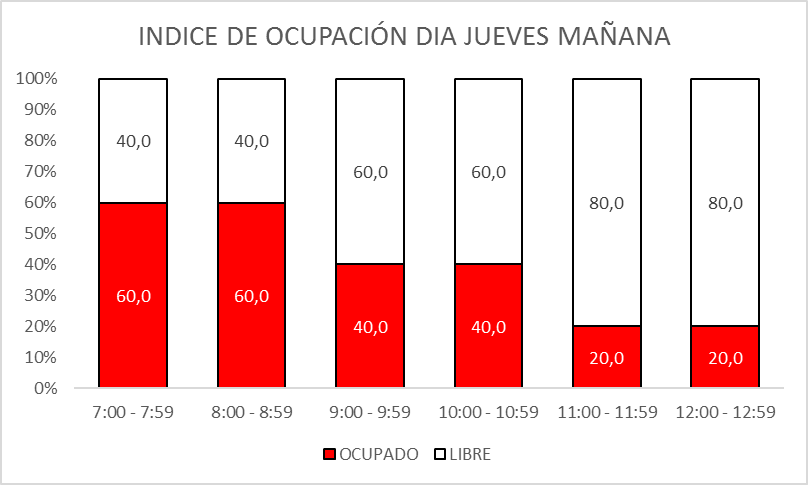 INDICE DE OCUPACIÓN DIA JUEVES MAÑANA
100%
90%
80%
70%
60%
50%
40%
30%
20%
10%
0%
40,0
40,0
60,0
60,0
80,0
80,0
60,0
60,0
40,0
40,0
20,0
20,0
7:00 - 7:59
8:00 - 8:59
9:00 - 9:59
10:00 - 10:59
11:00 - 11:59
12:00 - 12:59
OCUPADO
LIBRE